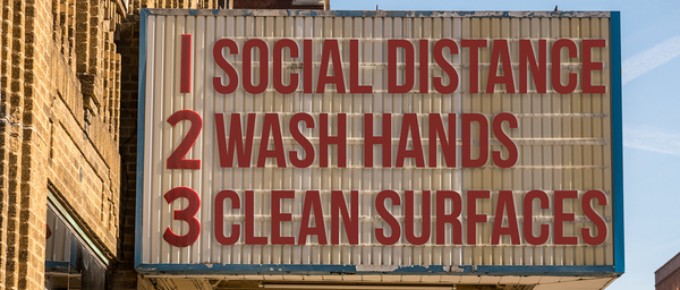 1 SOCIAL DISTANCE
2 WASH HANDS
3 CLEAN SURFACES